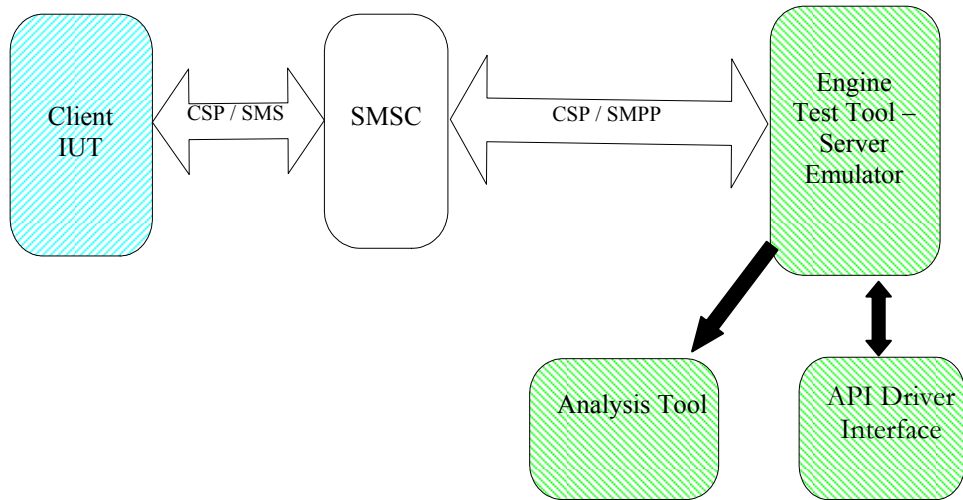 Client
IUT
CSP / SMS
SMSC
CSP / SMPP
Engine
Test Tool –
Server
Emulator
Analysis Tool
API Driver
Interface